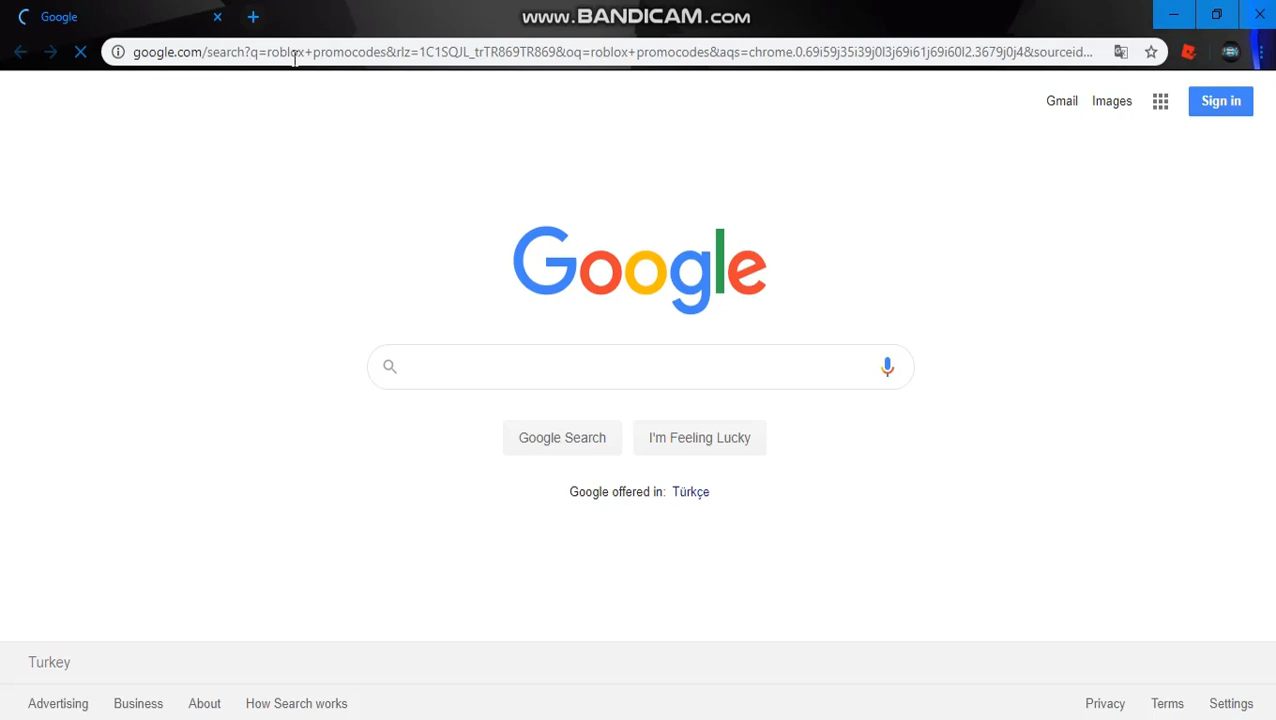 Google
www.BANDICAM.com
google.com/search?q=roblox+promocodes&rlz=1C1SQJL_trTR869TR869&oq=roblox+promocodes&aqs=chrome.0.69i59j35i39j0l3j69i61j69i60l2.3679j0j4&sourceid...
Gmail Images Sign in
Google
Google Search I'm Feeling Lucky
Google offered in: Türkçe
Turkey
Advertising Business About How Search works Privacy Terms Settings